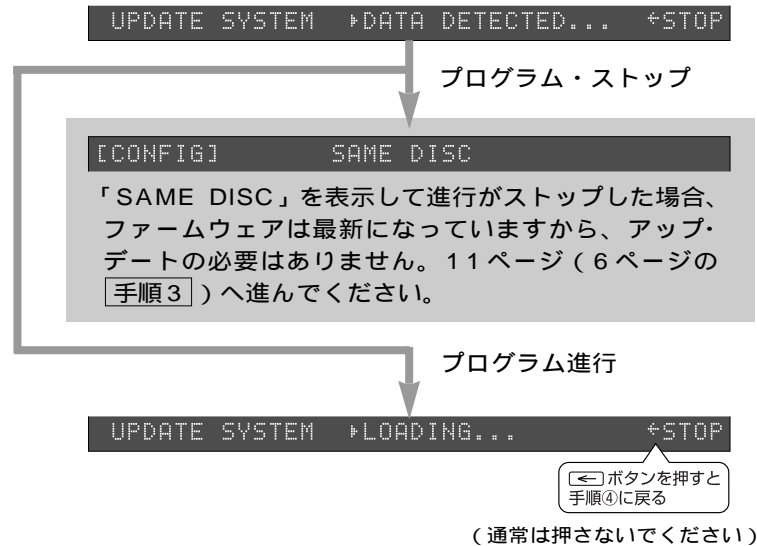 UPDATE SYSTEM ▸DATA DETECTED... ←STOP
プログラム・ストップ
[CONFIG] SAME DISC
「SAME DISC」を表示して進行がストップした場合、
ファームウェアは最新になっていますから、アップ・
デートの必要はありません。11ページ(6ページの
手順3)へ進んでください。
プログラム進行
UPDATE SYSTEM ▸LOADING... ←STOP
←ボタンを押すと
手順④に戻る
(通常は押さないでください)